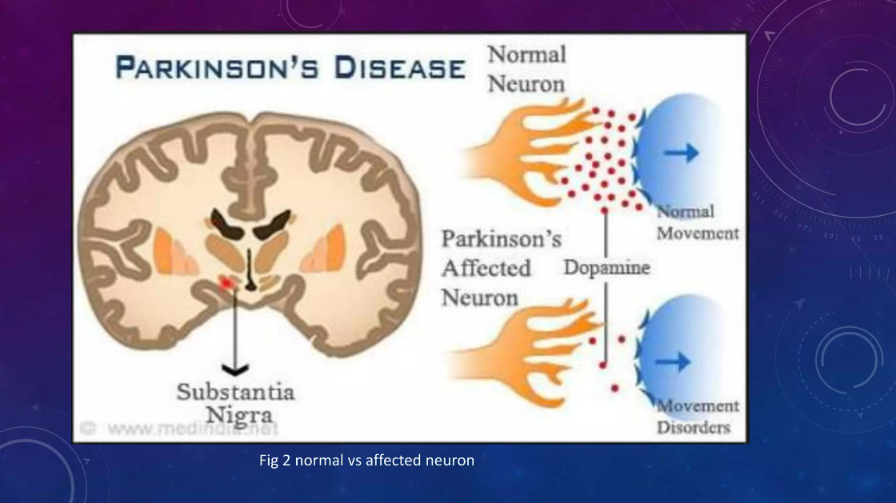 PARKINSON'S DISEASE
Normal
Neuron
Normal
Movement
Parkinson's
Affected
Neuron
Dopamine
Movement
Disorders
Substantia
Nigra
© www.medindia.net
Fig 2 normal vs affected neuron